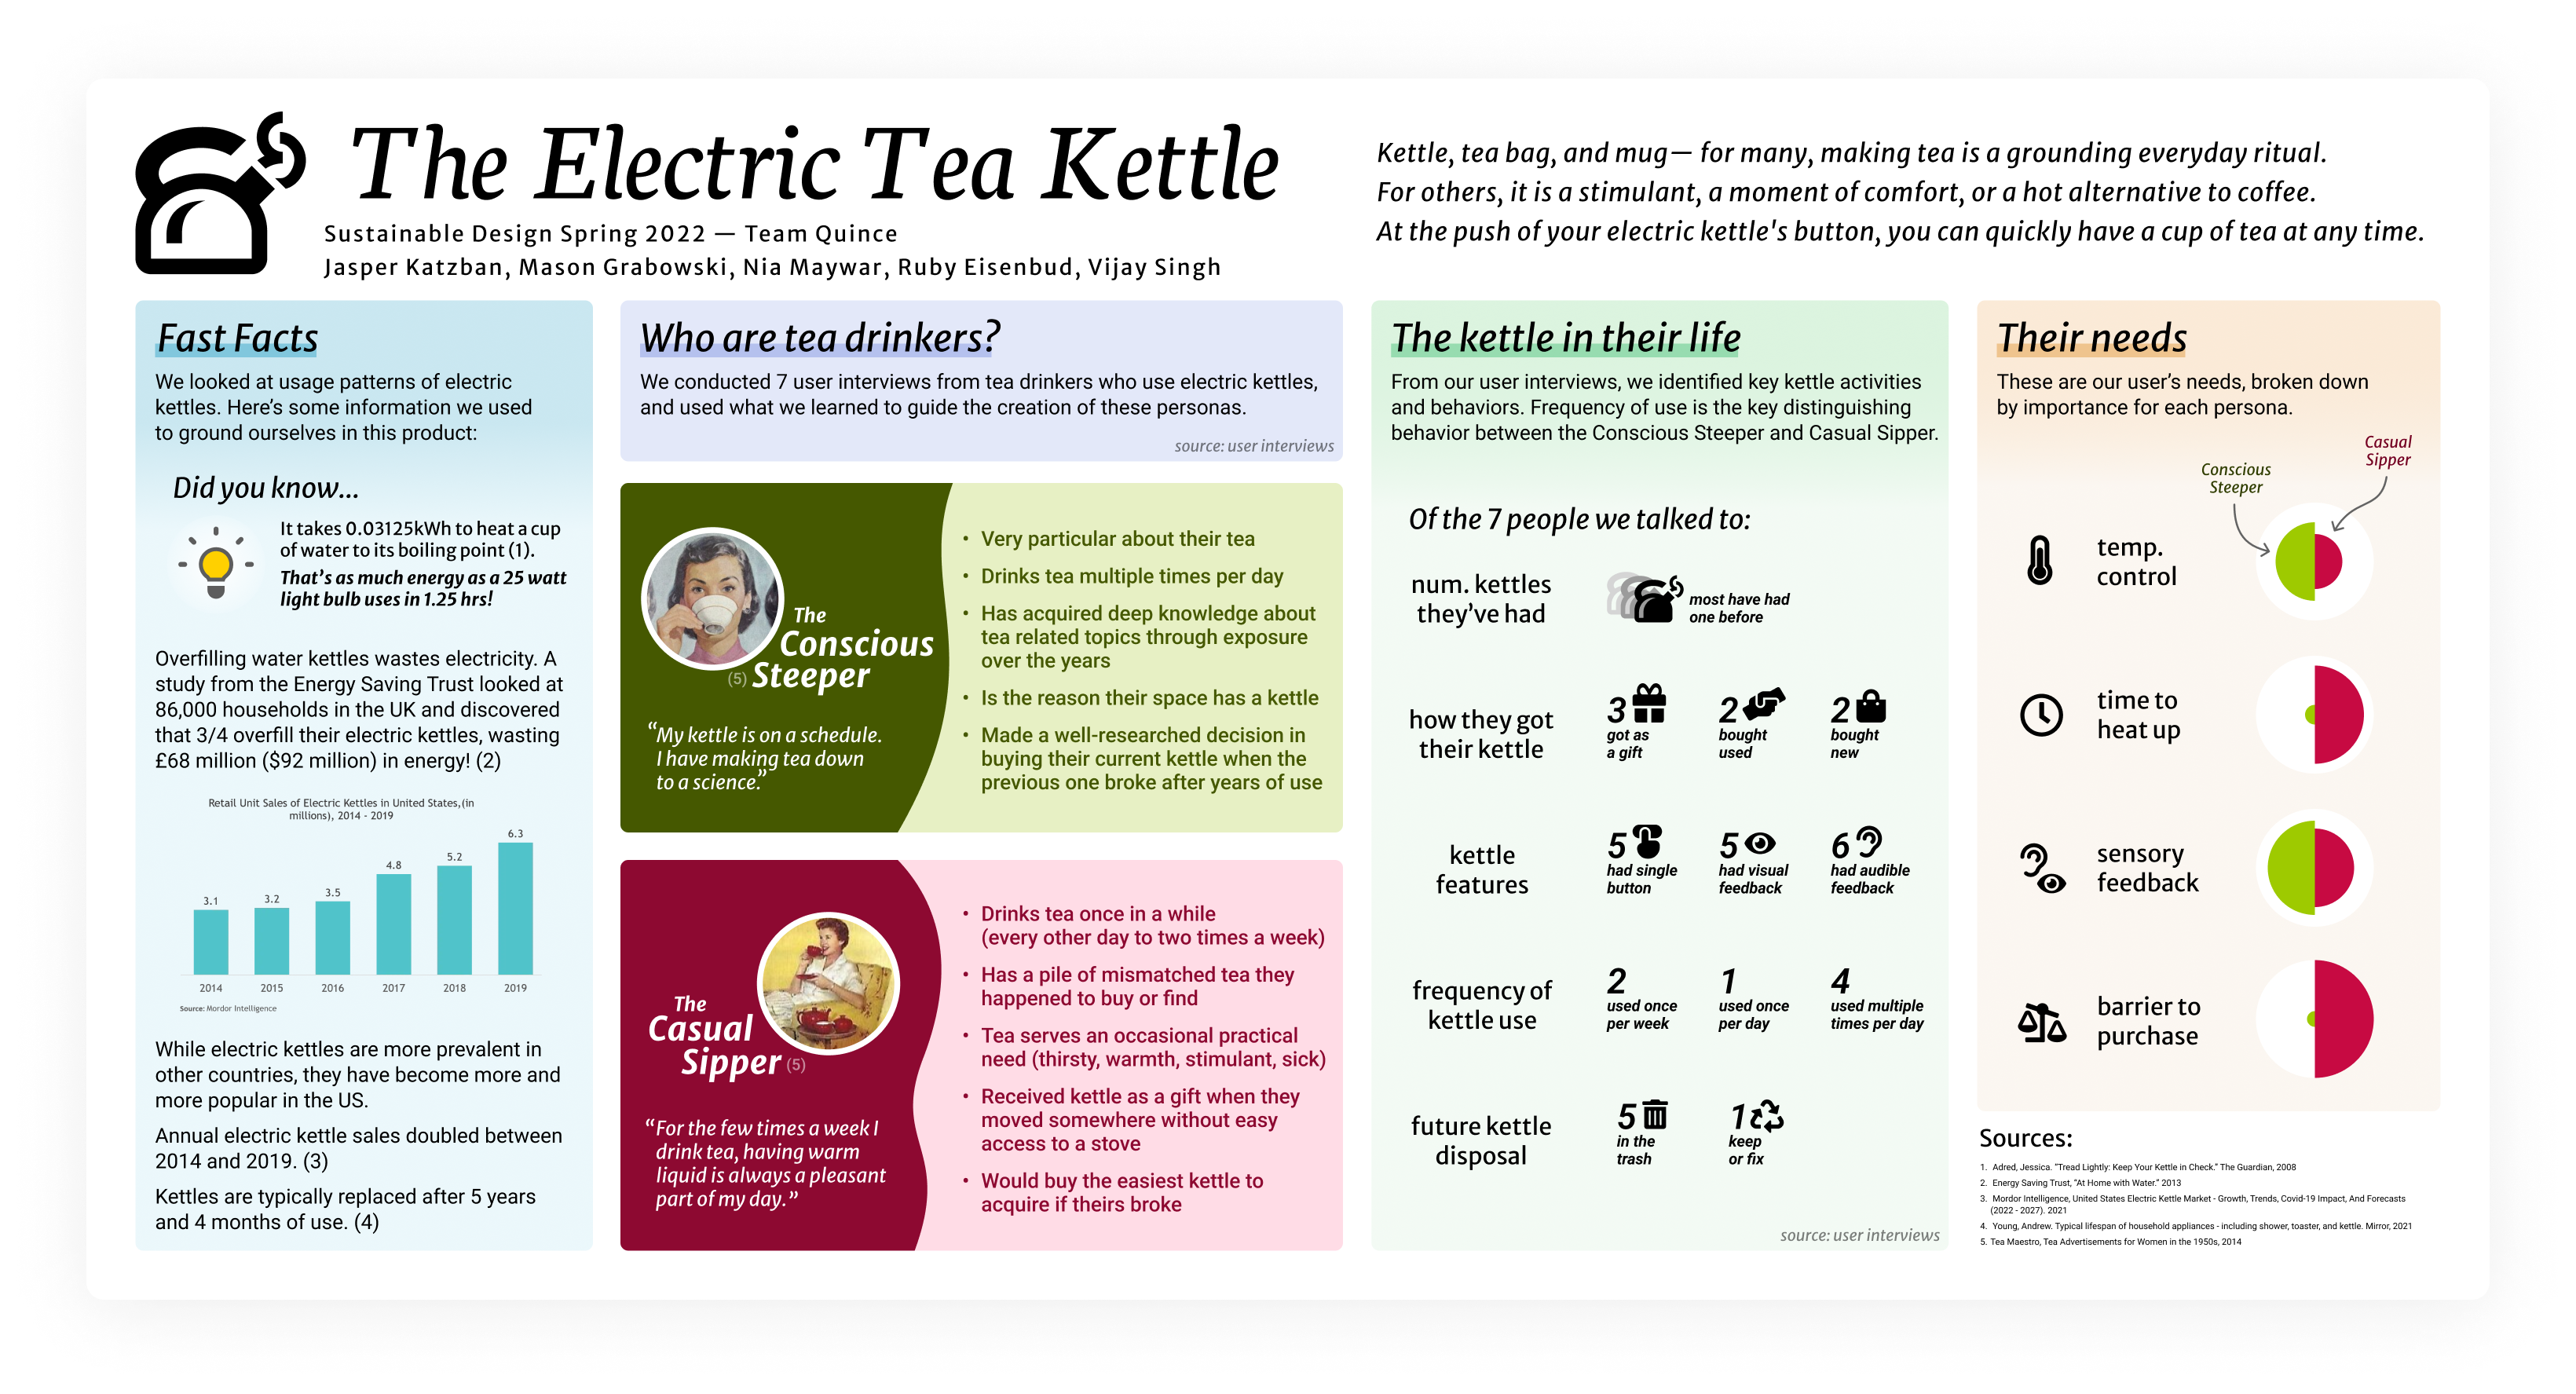 The Electric Tea Kettle
Sustainable Design Spring 2022 — Team Quince
Jasper Katzban, Mason Grabowski, Nia Maywar, Ruby Eisenbud, Vijay Singh
Kettle, tea bag, and mug— for many, making tea is a grounding everyday ritual.
For others, it is a stimulant, a moment of comfort, or a hot alternative to coffee.
At the push of your electric kettle's button, you can quickly have a cup of tea at any time.
Fast Facts
We looked at usage patterns of electric
kettles. Here's some information we used
to ground ourselves in this product:
Did you know...
It takes 0.03125kWh to heat a cup
of water to its boiling point (1).
That's as much energy as a 25 watt
light bulb uses in 1.25 hrs!
Overfilling water kettles wastes electricity. A
study from the Energy Saving Trust looked at
86,000 households in the UK and discovered
that 3/4 overfill their electric kettles, wasting
£68 million ($92 million) in energy! (2)
Retail Unit Sales of Electric Kettles in United States,(in
millions), 2014 - 2019
3.1
3.2
3.5
4.8
5.2
6.3
2014
2015
2016
2017
2018
2019
Source: Mordor Intelligence
While electric kettles are more prevalent in
other countries, they have become more and
more popular in the US.
Annual electric kettle sales doubled between
2014 and 2019. (3)
Kettles are typically replaced after 5 years
and 4 months of use. (4)
Who are tea drinkers?
We conducted 7 user interviews from tea drinkers who use electric kettles,
and used what we learned to guide the creation of these personas.
source: user interviews
The
Conscious
(5) Steeper
“My kettle is on a schedule.
I have making tea down
to a science.”
• Very particular about their tea
• Drinks tea multiple times per day
• Has acquired deep knowledge about
tea related topics through exposure
over the years
• Is the reason their space has a kettle
• Made a well-researched decision in
buying their current kettle when the
previous one broke after years of use
The
Casual
Sipper (5)
“For the few times a week I
drink tea, having warm
liquid is always a pleasant
part of my day.”
• Drinks tea once in a while
(every other day to two times a week)
• Has a pile of mismatched tea they
happened to buy or find
• Tea serves an occasional practical
need (thirsty, warmth, stimulant, sick)
• Received kettle as a gift when they
moved somewhere without easy
access to a stove
• Would buy the easiest kettle to
acquire if theirs broke
The kettle in their life
From our user interviews, we identified key kettle activities
and behaviors. Frequency of use is the key distinguishing
behavior between the Conscious Steeper and Casual Sipper.
Of the 7 people we talked to:
num. kettles
they've had
most have had
one before
how they got
their kettle
3
got as
a gift
2
bought
used
2
bought
new
kettle
features
5
had single
button
5
had visual
feedback
6
had audible
feedback
frequency of
kettle use
2
used once
per week
1
used once
per day
4
used multiple
times per day
future kettle
disposal
5
in the
trash
1
keep
or fix
source: user interviews
Their needs
These are our user's needs, broken down
by importance for each persona.
Conscious
Steeper
Casual
Sipper
temp.
control
time to
heat up
sensory
feedback
barrier to
purchase
Sources:
1. Adred, Jessica. “Tread Lightly: Keep Your Kettle in Check.” The Guardian, 2008
2. Energy Saving Trust, “At Home with Water.” 2013
3. Mordor Intelligence, United States Electric Kettle Market - Growth, Trends, Covid-19 Impact, And Forecasts
(2022 - 2027). 2021
4. Young, Andrew. Typical lifespan of household appliances - including shower, toaster, and kettle. Mirror, 2021
5. Tea Maestro, Tea Advertisements for Women in the 1950s, 2014